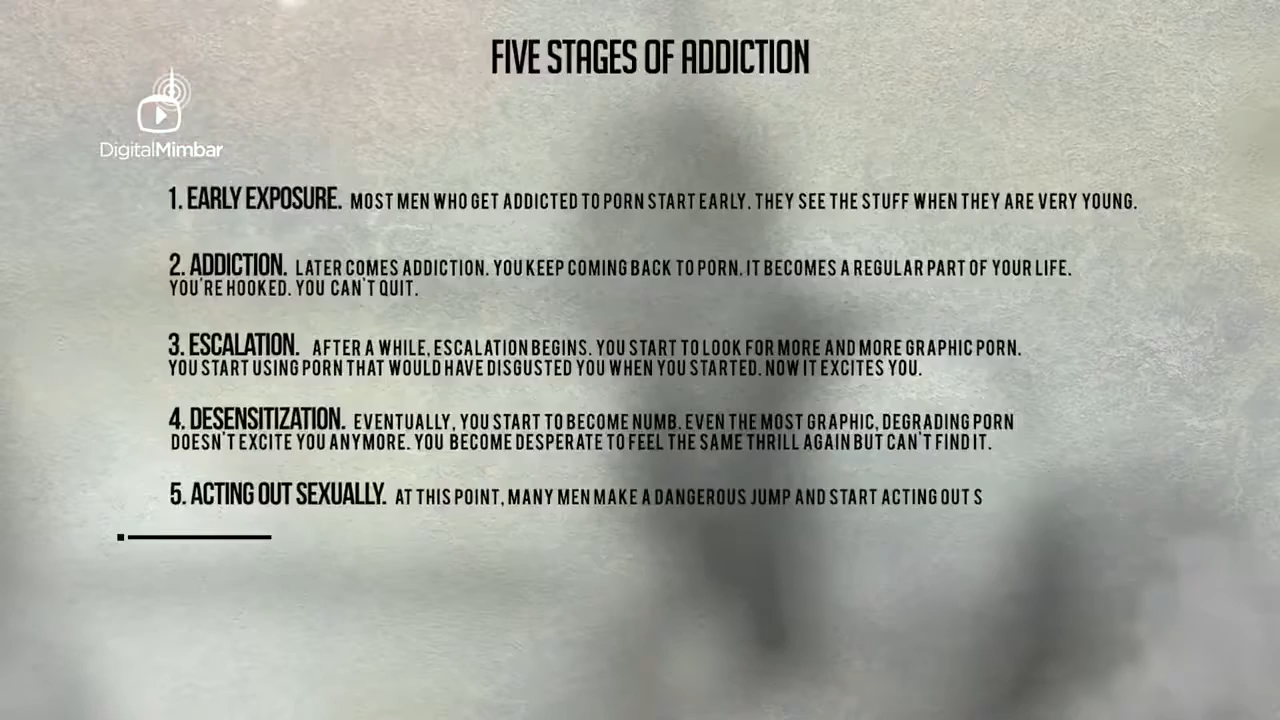 FIVE STAGES OF ADDICTION
DigitalMimbar
1. EARLY EXPOSURE. MOST MEN WHO GET ADDICTED TO PORN START EARLY. THEY SEE THE STUFF WHEN THEY ARE VERY YOUNG.
2. ADDICTION. LATER COMES ADDICTION. YOU KEEP COMING BACK TO PORN. IT BECOMES A REGULAR PART OF YOUR LIFE.
YOU'RE HOOKED. YOU CAN'T QUIT.
3. ESCALATION. AFTER A WHILE, ESCALATION BEGINS. YOU START TO LOOK FOR MORE AND MORE GRAPHIC PORN.
YOU START USING PORN THAT WOULD HAVE DISGUSTED YOU WHEN YOU STARTED. NOW IT EXCITES YOU.
4. DESENSITIZATION. EVENTUALLY, YOU START TO BECOME NUMB. EVEN THE MOST GRAPHIC, DEGRADING PORN
DOESN'T EXCITE YOU ANYMORE. YOU BECOME DESPERATE TO FEEL THE SAME THRILL AGAIN BUT CAN'T FIND IT.
5. ACTING OUT SEXUALLY. AT THIS POINT, MANY MEN MAKE A DANGEROUS JUMP AND START ACTING OUT S